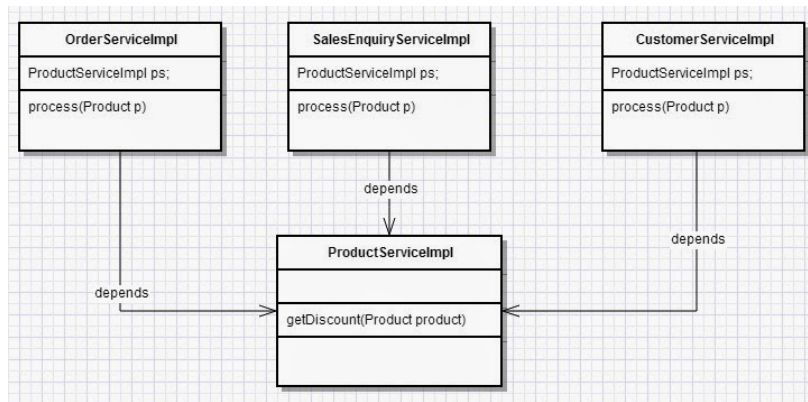 OrderServiceImpl
ProductServiceImpl ps;
process(Product p)
SalesEnquiryServiceImpl
ProductServiceImpl ps;
process(Product p)
CustomerServiceImpl
ProductServiceImpl ps;
process(Product p)
depends
depends
depends
ProductServiceImpl
getDiscount(Product product)